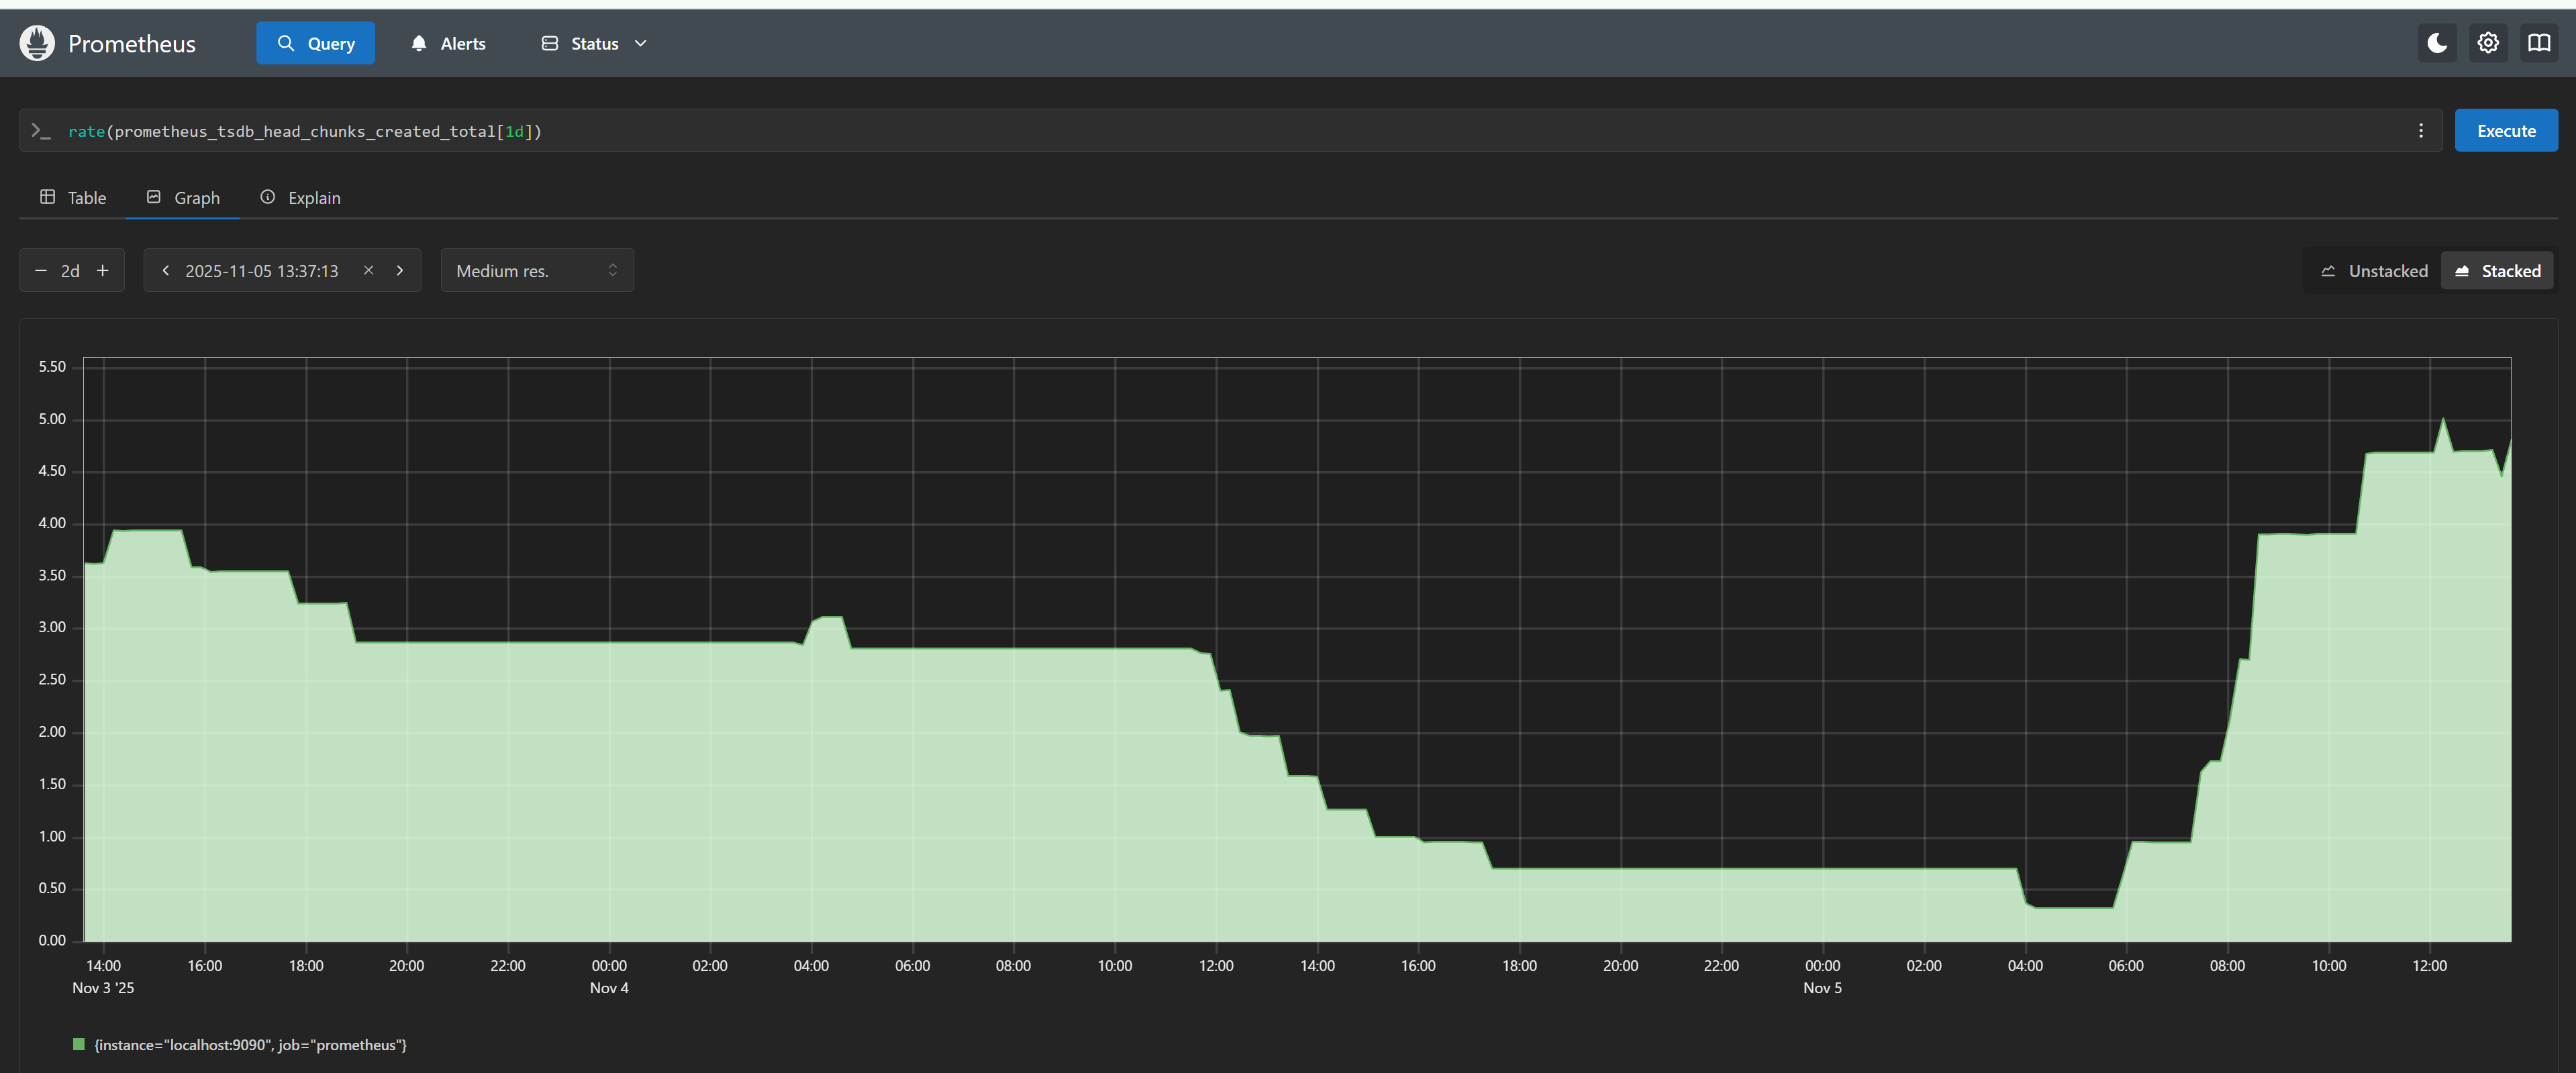 Prometheus Query Alerts Status
rate(prometheus_tsdb_head_chunks_created_total[1d]) Execute
Table Graph Explain
2d 2025-11-05 13:37:13 Medium res. Unstacked Stacked
5.50
5.00
4.50
4.00
3.50
3.00
2.50
2.00
1.50
1.00
0.50
0.00
14:00 16:00 18:00 20:00 22:00 00:00 02:00 04:00 06:00 08:00 10:00 12:00 14:00 16:00 18:00 20:00 22:00 00:00 02:00 04:00 06:00 08:00 10:00 12:00
Nov 3 '25 Nov 4 Nov 5
{instance="localhost:9090", job="prometheus"}